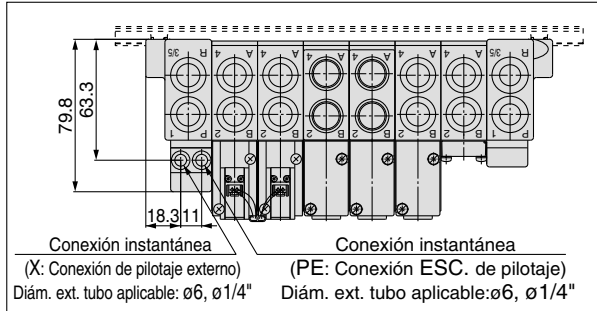 3/5 R 4 A 4 A 4 A 4 A 4 A 4 A 3/5 R
1 P 2 B 2 B 2 B 2 B 2 B 2 B 1 P
79.8
63.3
18.3 11
Conexión instantánea
(X: Conexión de pilotaje externo)
Diám. ext. tubo aplicable: ø6, ø1/4"
Conexión instantánea
(PE: Conexión ESC. de pilotaje)
Diám. ext. tubo aplicable:ø6, ø1/4"